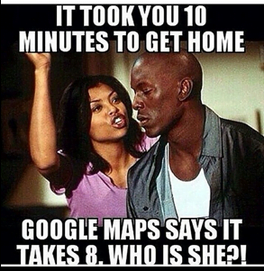 IT TOOK YOU 10
MINUTES TO GET HOME
GOOGLE MAPS SAYS IT
TAKES 8. WHO IS SHE?!